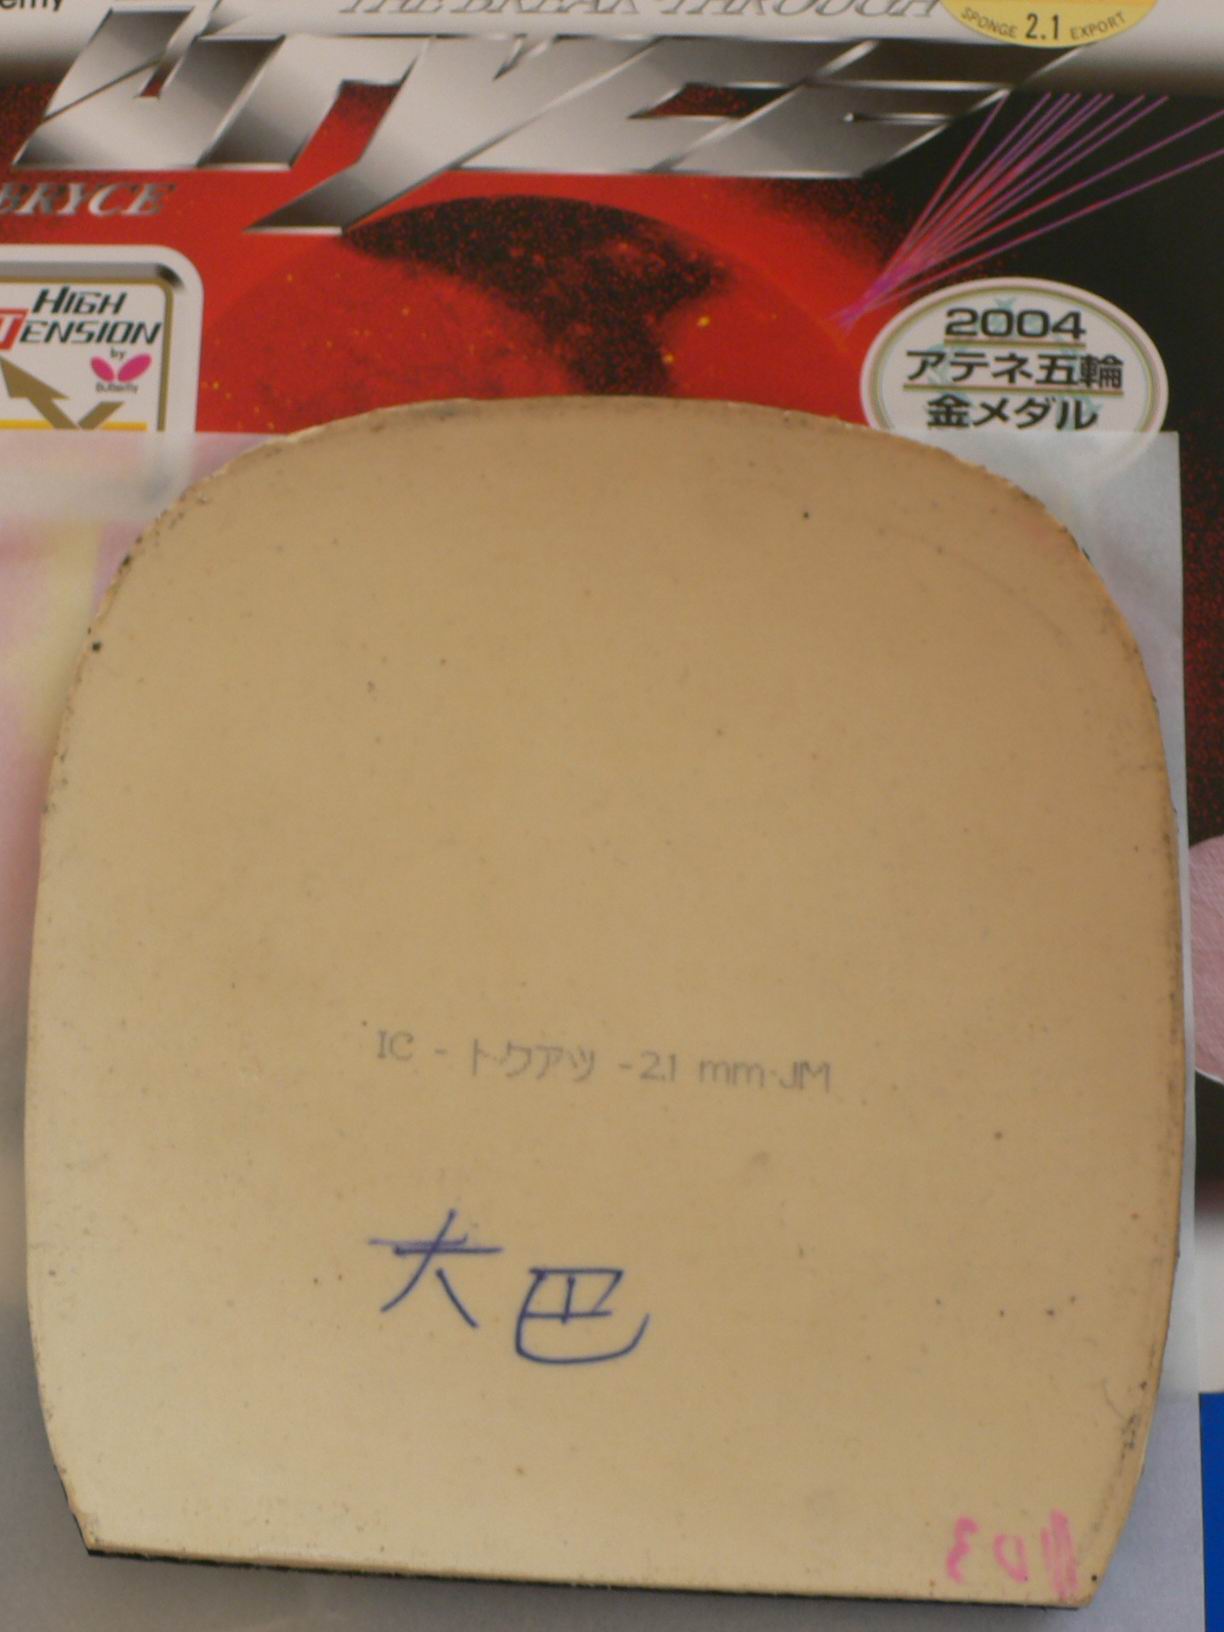 THE BREAK THROUGH
SPONGE 2.1 EXPORT
BRYCE
HIGH
TENSION
by
Butterfly
2004
アテネ五輪
金メダル
IC - トクアツ -2.1 mm-JM
大巴